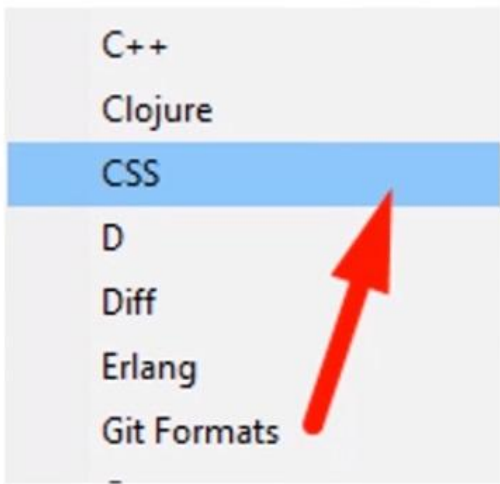 C++
Clojure
CSS
D
Diff
Erlang
Git Formats